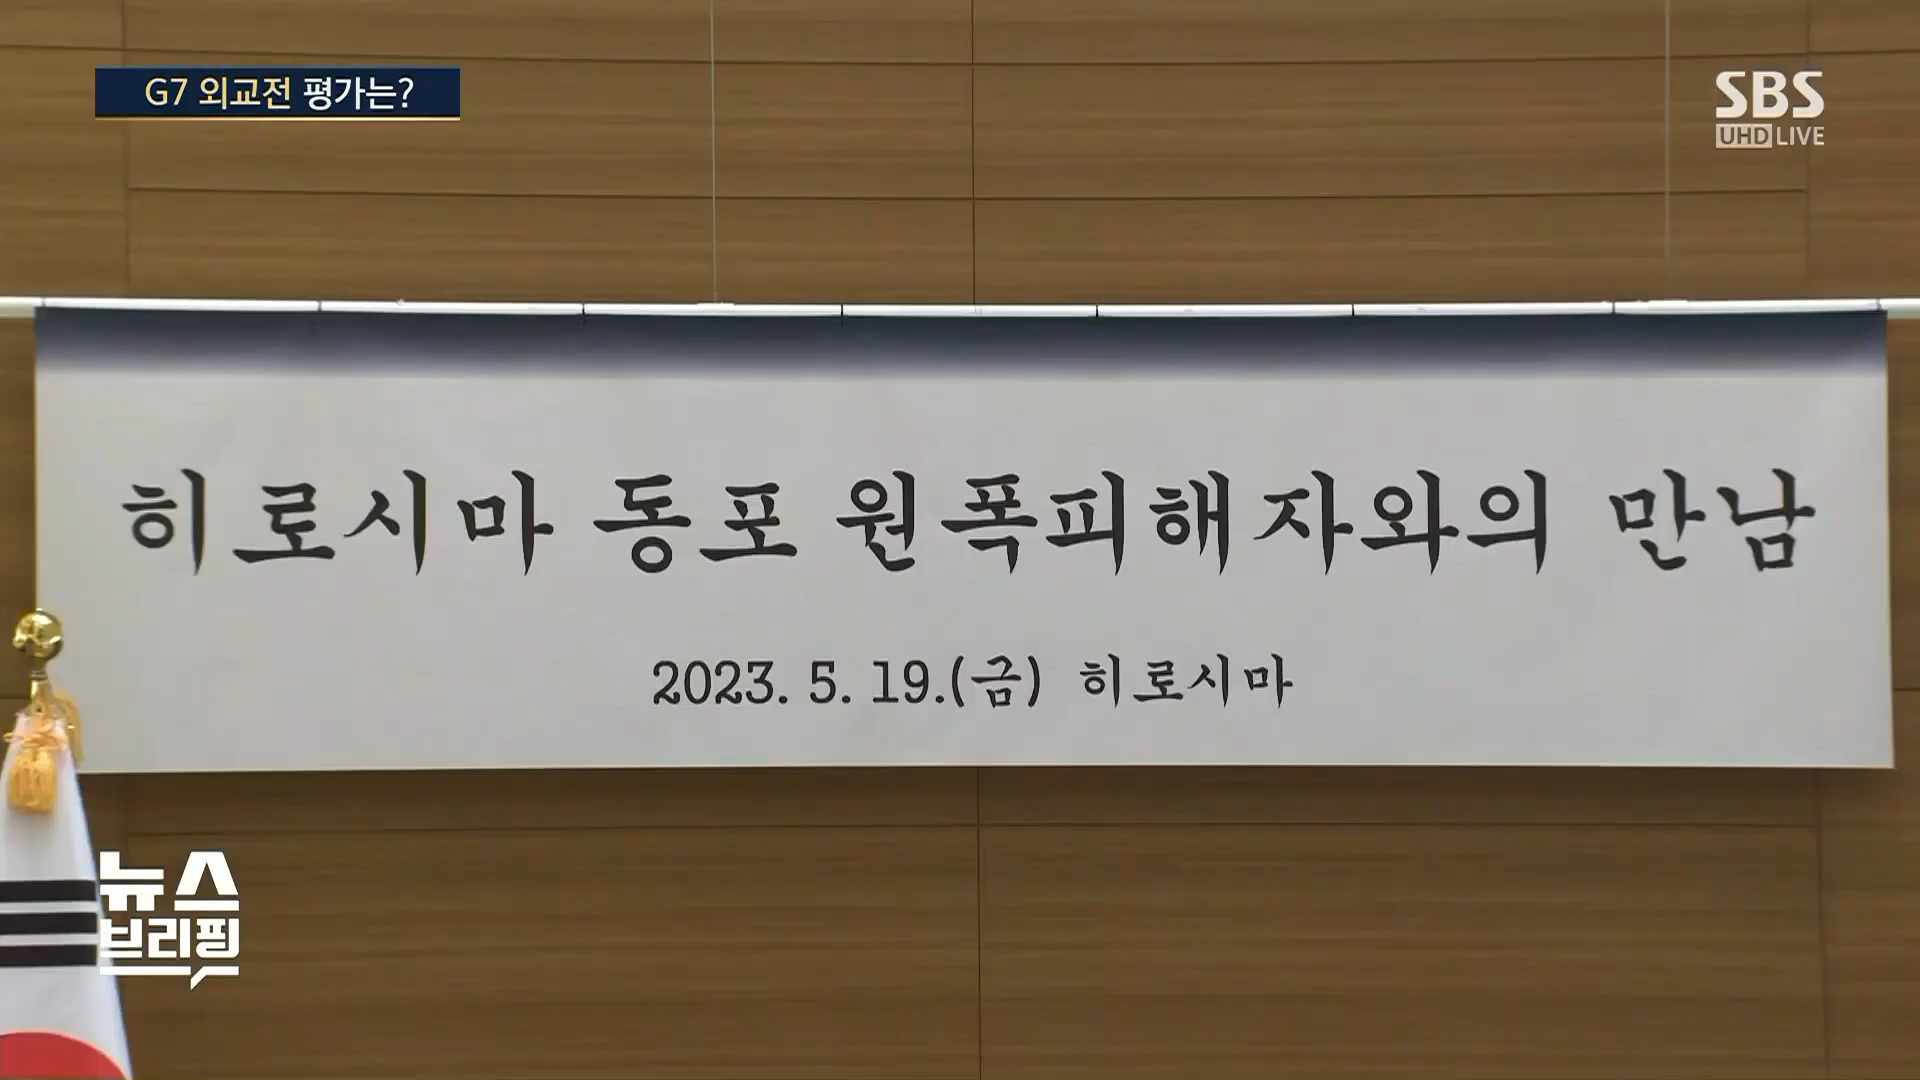 G7 외교전 평가는?
SBS
UHD LIVE
히로시마 동포 원폭피해자와의 만남
2023. 5. 19.(금) 히로시마
뉴스
브리핑